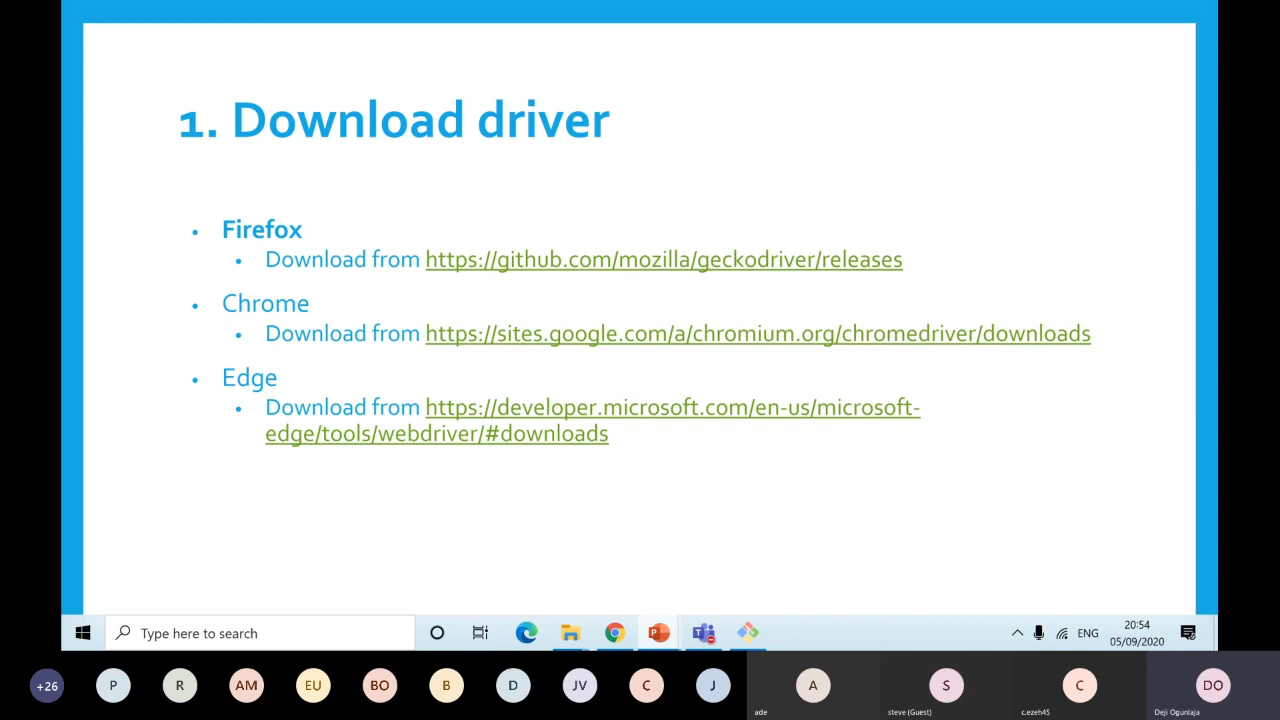 1. Download driver
• Firefox
• Download from https://github.com/mozilla/geckodriver/releases
• Chrome
• Download from https://sites.google.com/a/chromium.org/chromedriver/downloads
• Edge
• Download from https://developer.microsoft.com/en-us/microsoft-
edge/tools/webdriver/#downloads
Type here to search
ENG
20:54
05/09/2020
+26
P
R
AM
EU
BO
B
D
JV
C
J
A
S
C
DO
ade
steve (Guest)
c.ezeh45
Deji Ogunlaja